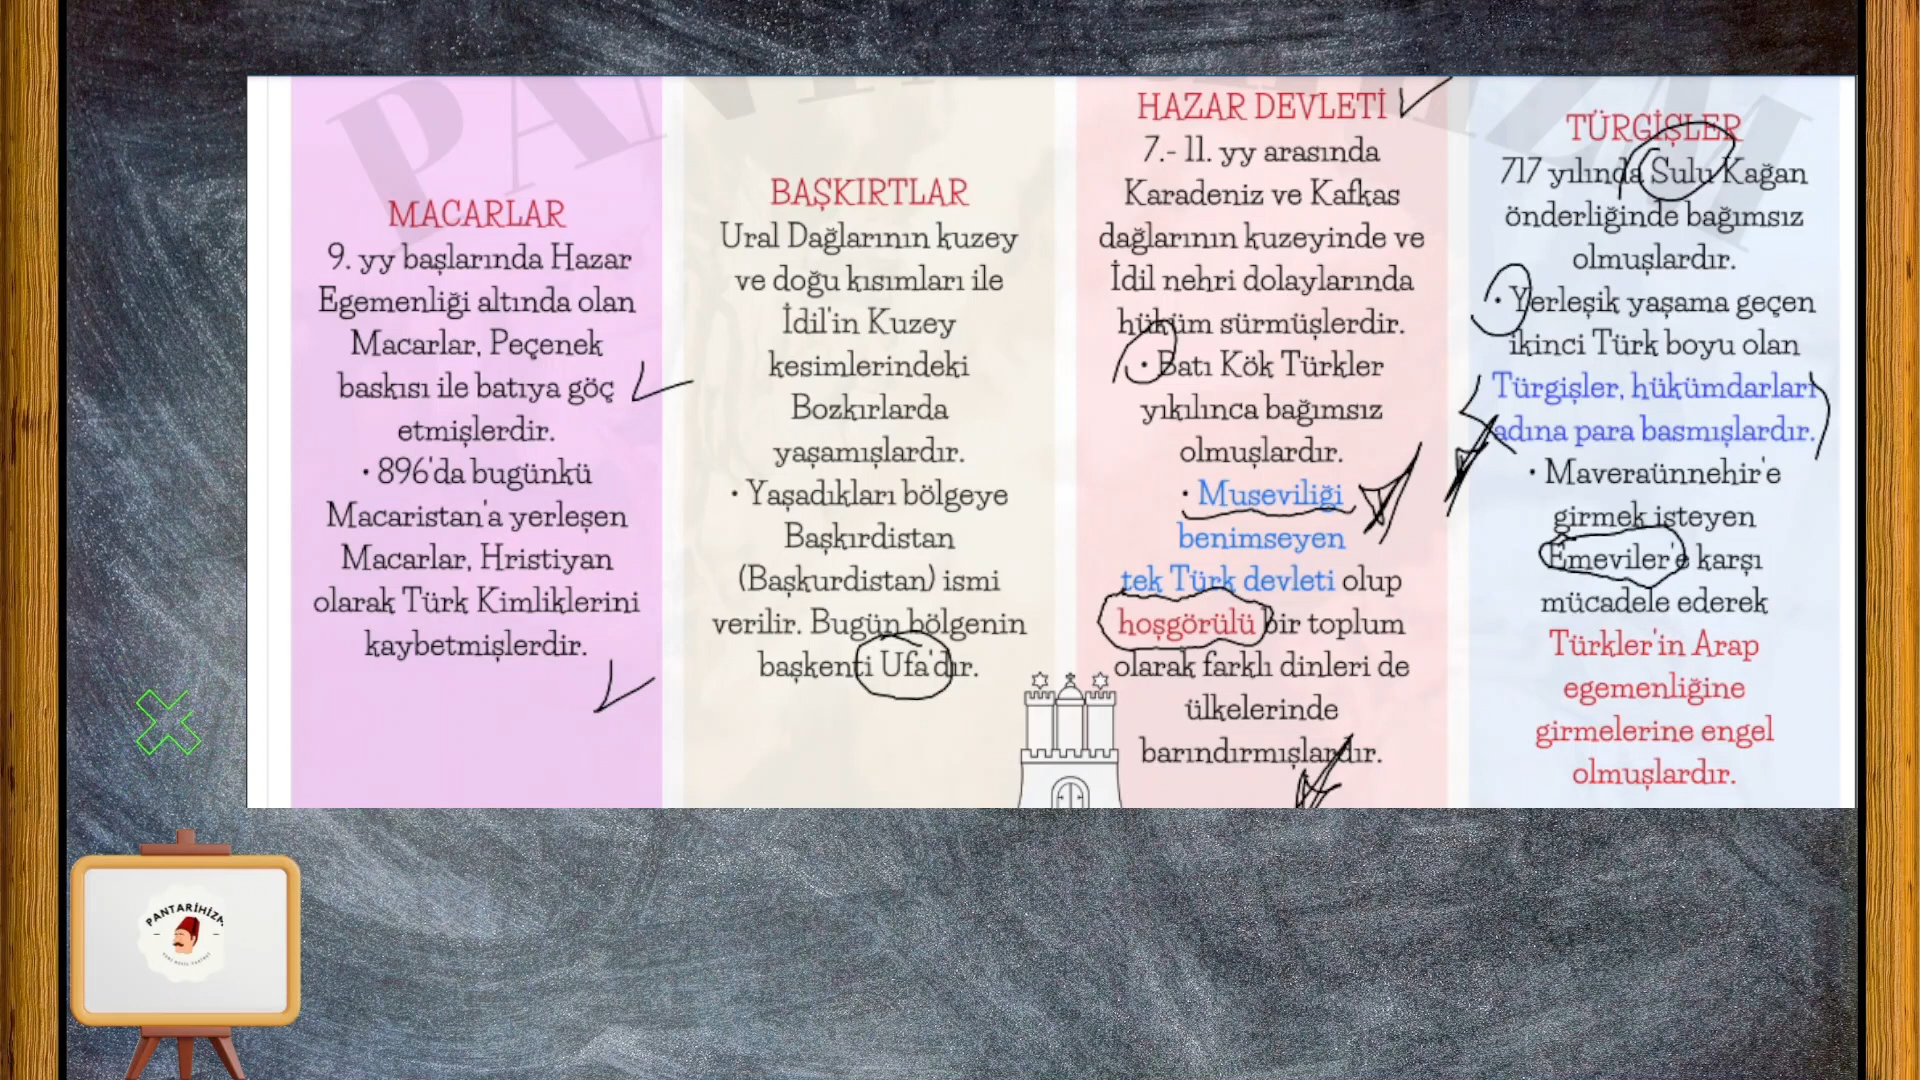 MACARLAR
9. yy başlarında Hazar
Egemenliği altında olan
Macarlar, Peçenek
baskısı ile batıya göç
etmişlerdir.
• 896'da bugünkü
Macaristan'a yerleşen
Macarlar, Hristiyan
olarak Türk Kimliklerini
kaybetmişlerdir.
BAŞKIRTLAR
Ural Dağlarının kuzey
ve doğu kısımları ile
İdil'in Kuzey
kesimlerindeki
Bozkırlarda
yaşamışlardır.
• Yaşadıkları bölgeye
Başkırdistan
(Başkurdistan) ismi
verilir. Bugün bölgenin
başkenti Ufa'dır.
HAZAR DEVLETİ
7.- 11. yy arasında
Karadeniz ve Kafkas
dağlarının kuzeyinde ve
İdil nehri dolaylarında
hüküm sürmüşlerdir.
• Batı Kök Türkler
yıkılınca bağımsız
olmuşlardır.
• Museviliği
benimseyen
tek Türk devleti olup
hoşgörülü bir toplum
olarak farklı dinleri de
ülkelerinde
barındırmışlardır.
TÜRGİŞLER
717 yılında Sulu Kağan
önderliğinde bağımsız
olmuşlardır.
• Yerleşik yaşama geçen
ikinci Türk boyu olan
Türgişler, hükümdarları
adına para basmışlardır.
• Maveraünnehir'e
girmek isteyen
Emeviler'e karşı
mücadele ederek
Türkler'in Arap
egemenliğine
girmelerine engel
olmuşlardır.
PANTARİHİZM